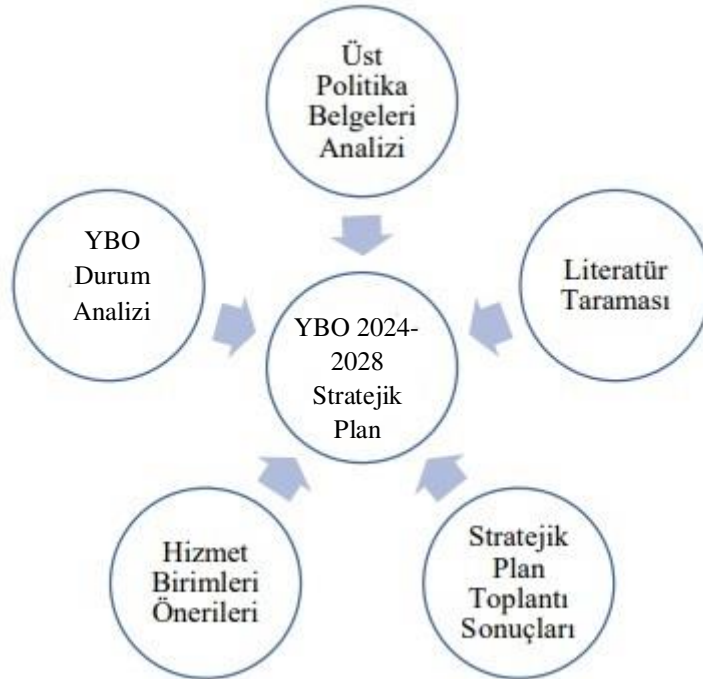 Üst
Politika
Belgeleri
Analizi
YBO
Durum
Analizi
Literatür
Taraması
YBO 2024-
2028
Stratejik
Plan
Hizmet
Birimleri
Önerileri
Stratejik
Plan
Toplantı
Sonuçları